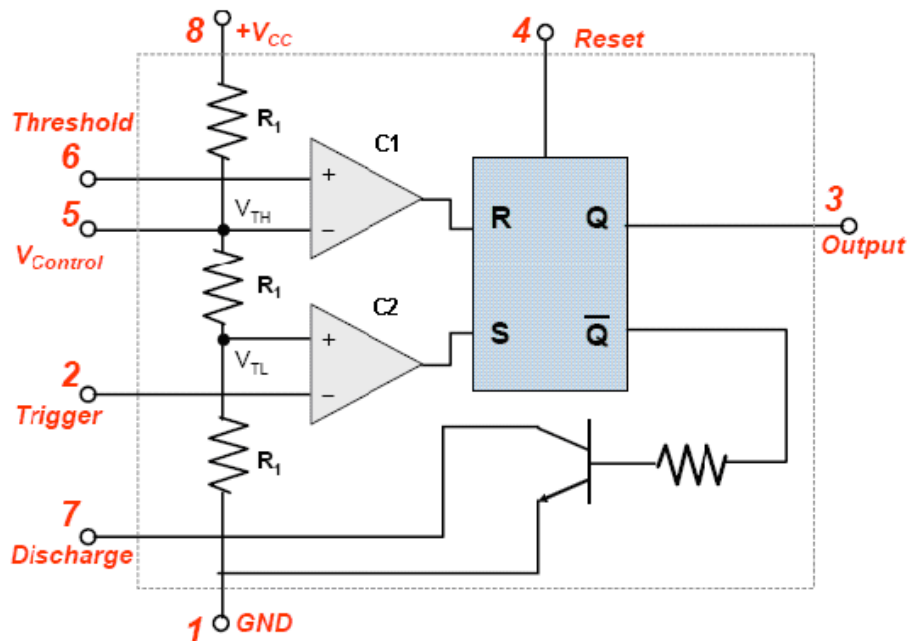 8 +VCC
4 Reset
Threshold
6
R1
C1
5
VTH
VControl
R Q
3
Output
R1
C2
VTL
S Q̅
2
Trigger
R1
7
Discharge
1 GND
+
−
+
−